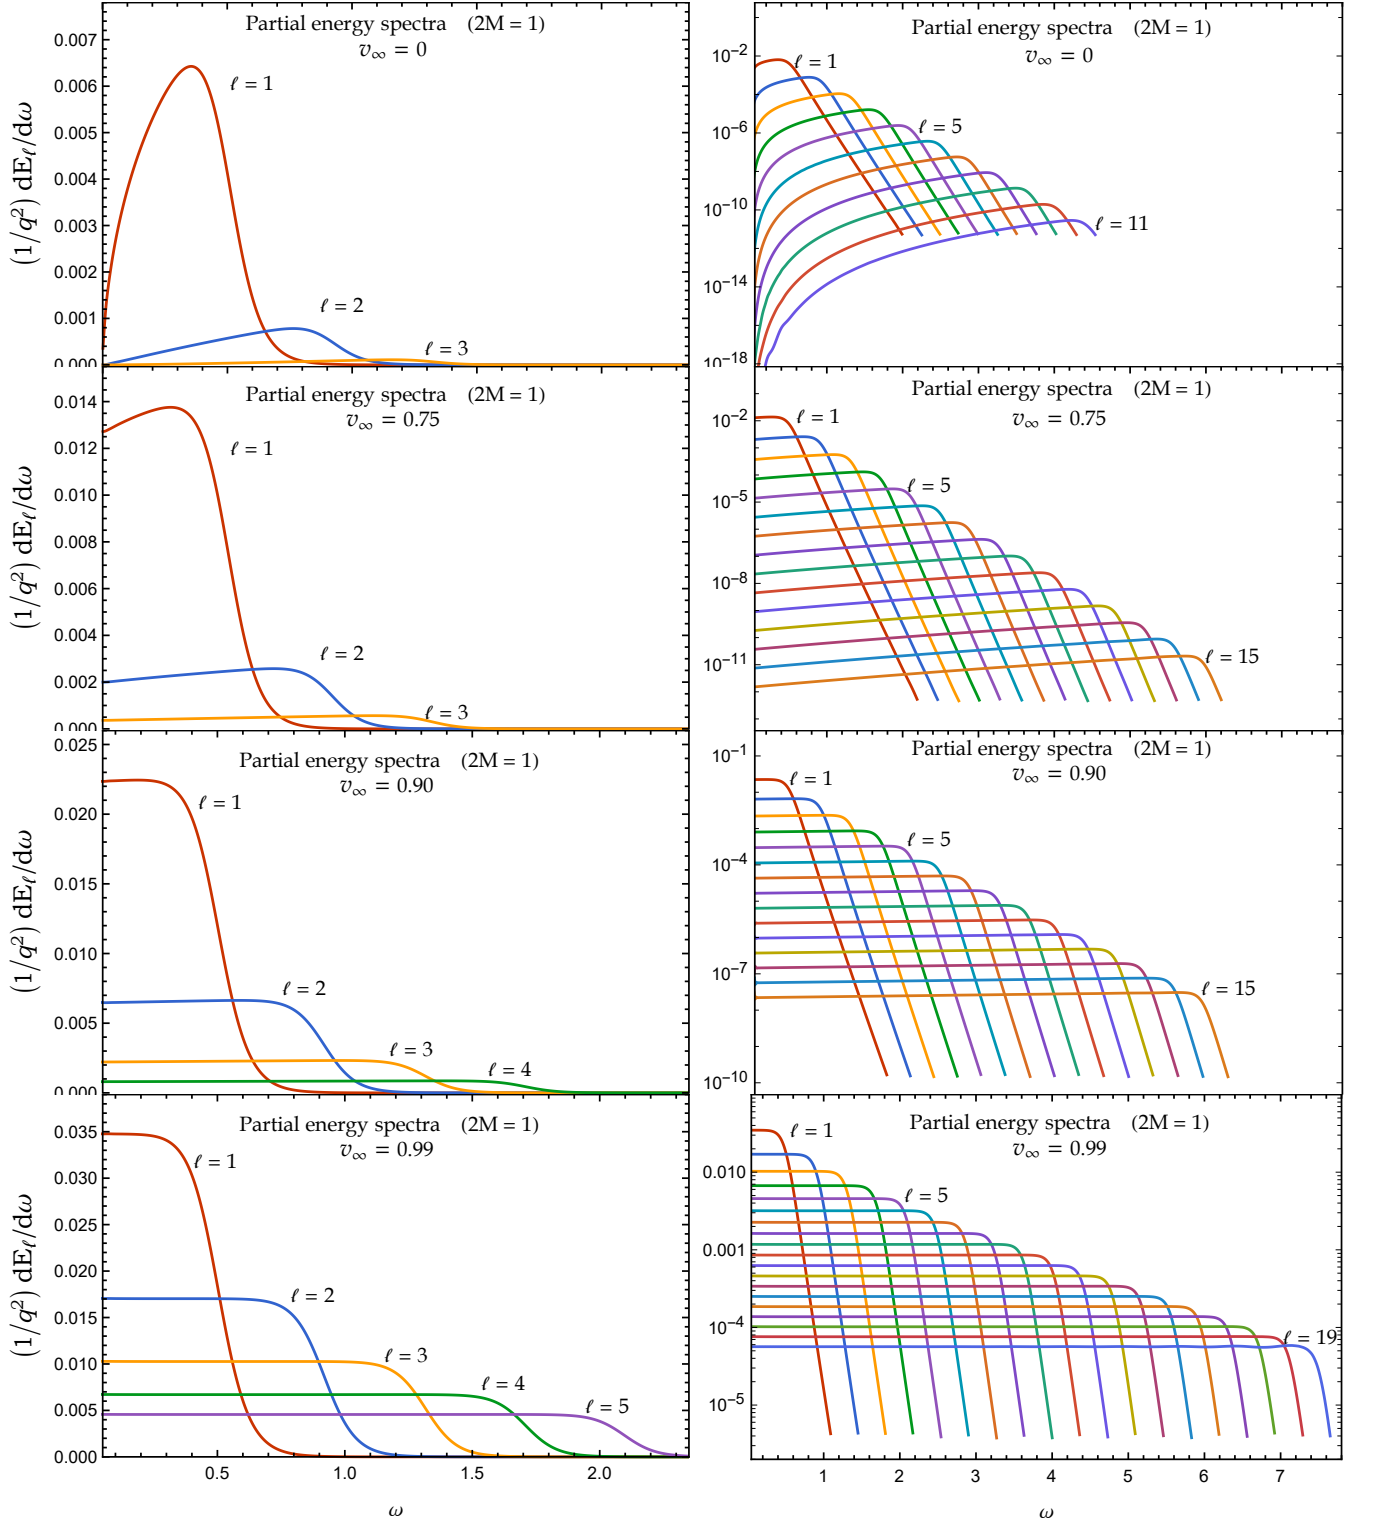 Partial energy spectra (2M = 1)
v∞ = 0
(1/q²) dEℓ/dω
0.007
0.006
0.005
0.004
0.003
0.002
0.001
0.000
ℓ = 1
ℓ = 2
ℓ = 3
Partial energy spectra (2M = 1)
v∞ = 0
10⁻²
10⁻⁶
10⁻¹⁰
10⁻¹⁴
10⁻¹⁸
ℓ = 1
ℓ = 5
ℓ = 11
Partial energy spectra (2M = 1)
v∞ = 0.75
(1/q²) dEℓ/dω
0.014
0.012
0.010
0.008
0.006
0.004
0.002
0.000
ℓ = 1
ℓ = 2
ℓ = 3
Partial energy spectra (2M = 1)
v∞ = 0.75
10⁻²
10⁻⁵
10⁻⁸
10⁻¹¹
ℓ = 1
ℓ = 5
ℓ = 15
Partial energy spectra (2M = 1)
v∞ = 0.90
(1/q²) dEℓ/dω
0.025
0.020
0.015
0.010
0.005
0.000
ℓ = 1
ℓ = 2
ℓ = 3
ℓ = 4
Partial energy spectra (2M = 1)
v∞ = 0.90
10⁻¹
10⁻⁴
10⁻⁷
10⁻¹⁰
ℓ = 1
ℓ = 5
ℓ = 15
Partial energy spectra (2M = 1)
v∞ = 0.99
(1/q²) dEℓ/dω
0.035
0.030
0.025
0.020
0.015
0.010
0.005
0.000
ℓ = 1
ℓ = 2
ℓ = 3
ℓ = 4
ℓ = 5
0.5 1.0 1.5 2.0
ω
Partial energy spectra (2M = 1)
v∞ = 0.99
0.010
0.001
10⁻⁴
10⁻⁵
ℓ = 1
ℓ = 5
ℓ = 19
1 2 3 4 5 6 7
ω